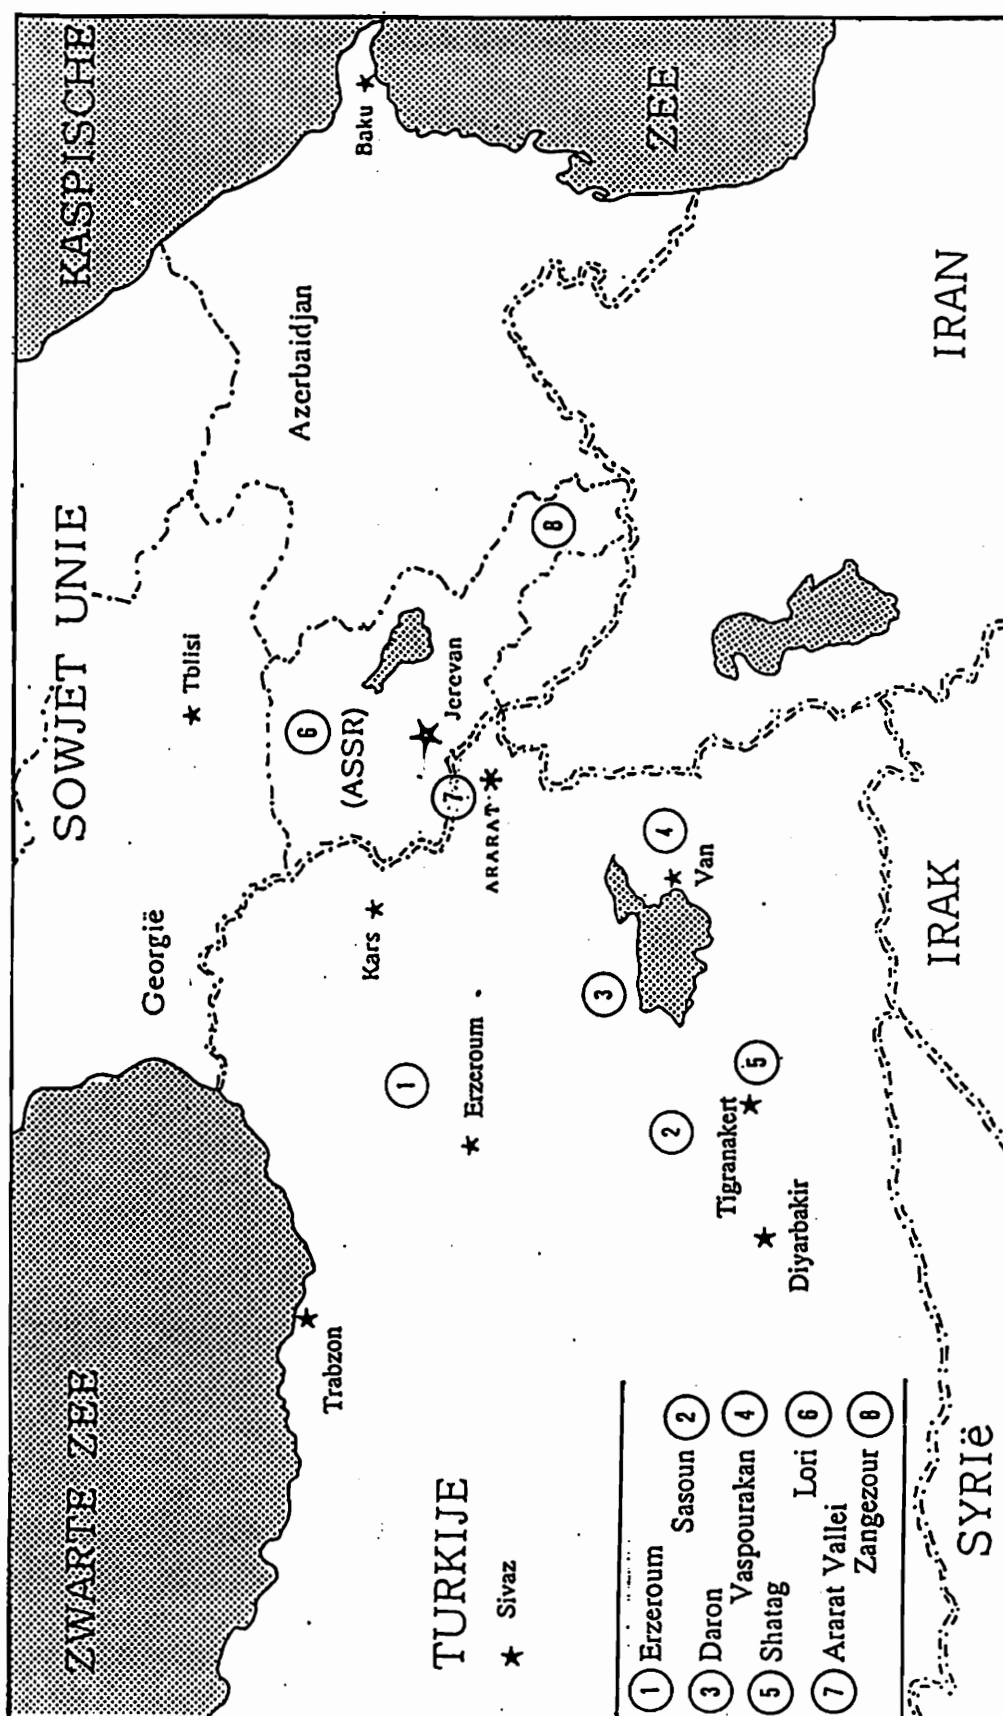 ZWARTE ZEE
SOWJET UNIE
KASPISCHE
ZEE
Georgië
★ Tblisi
Azerbaidjan
Baku
Trabzon
Kars
6
(ASSR)
Jerevan
7
ARARAT
8
1
★ Erzeroum
TURKIJE
★ Sivaz
3
4
Van
2
Tigranakert
5
Diyarbakir
IRAN
IRAK
SYRIË
1 Erzeroum
Sasoun 2
3 Daron
Vaspourakan 4
5 Shatag
Lori 6
7 Ararat Vallei
Zangezour 8